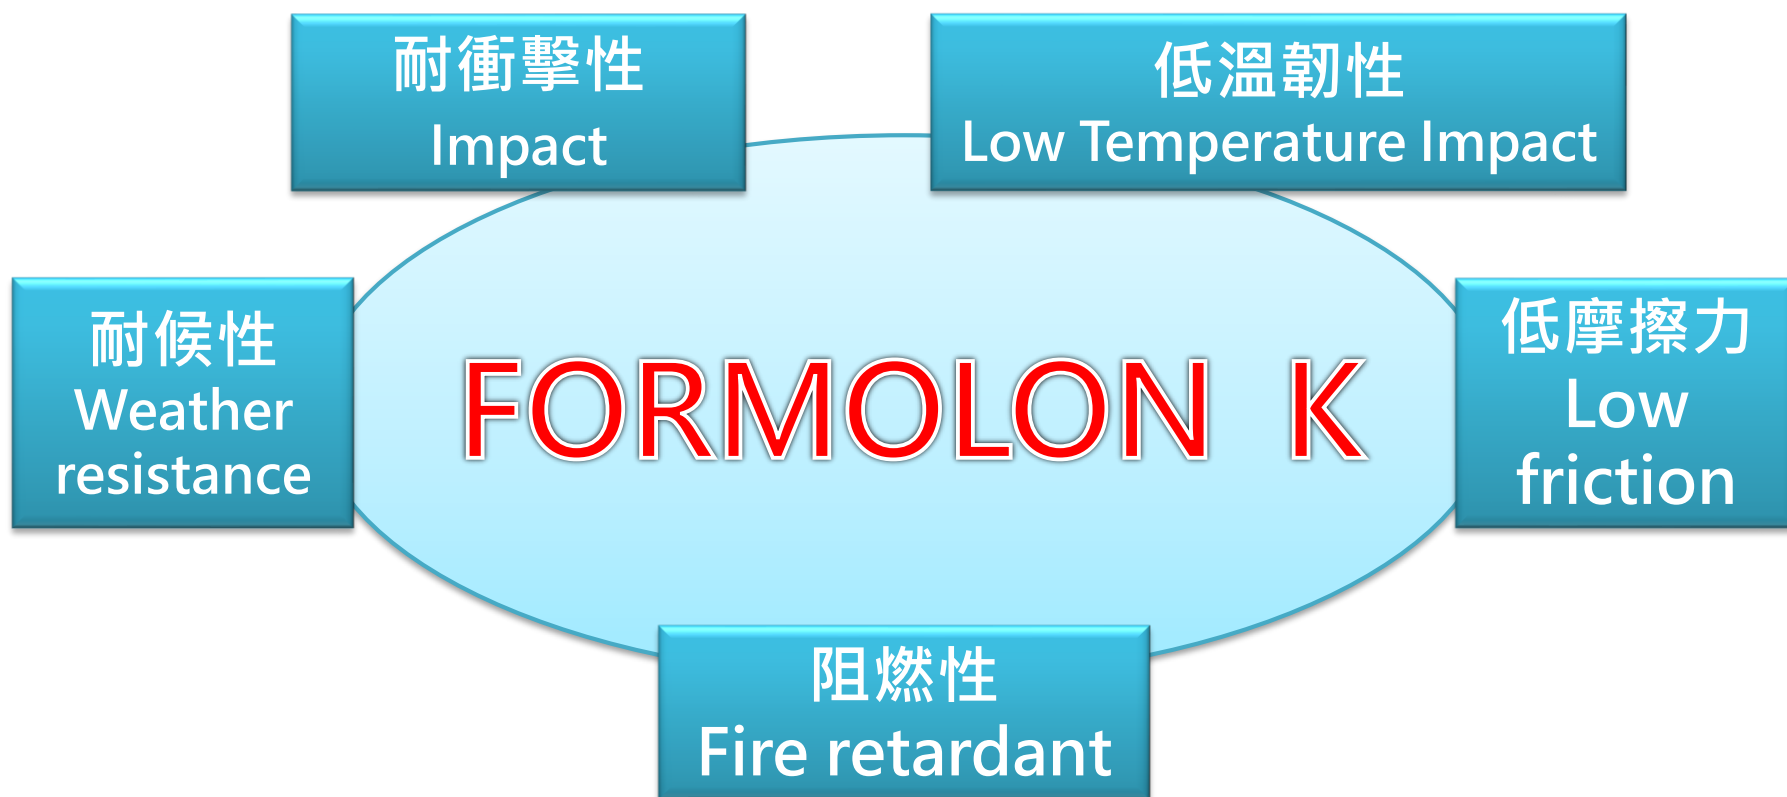 耐衝擊性
Impact
低溫韌性
Low Temperature Impact
耐候性
Weather
resistance
FORMOLON K
低摩擦力
Low
friction
阻燃性
Fire retardant